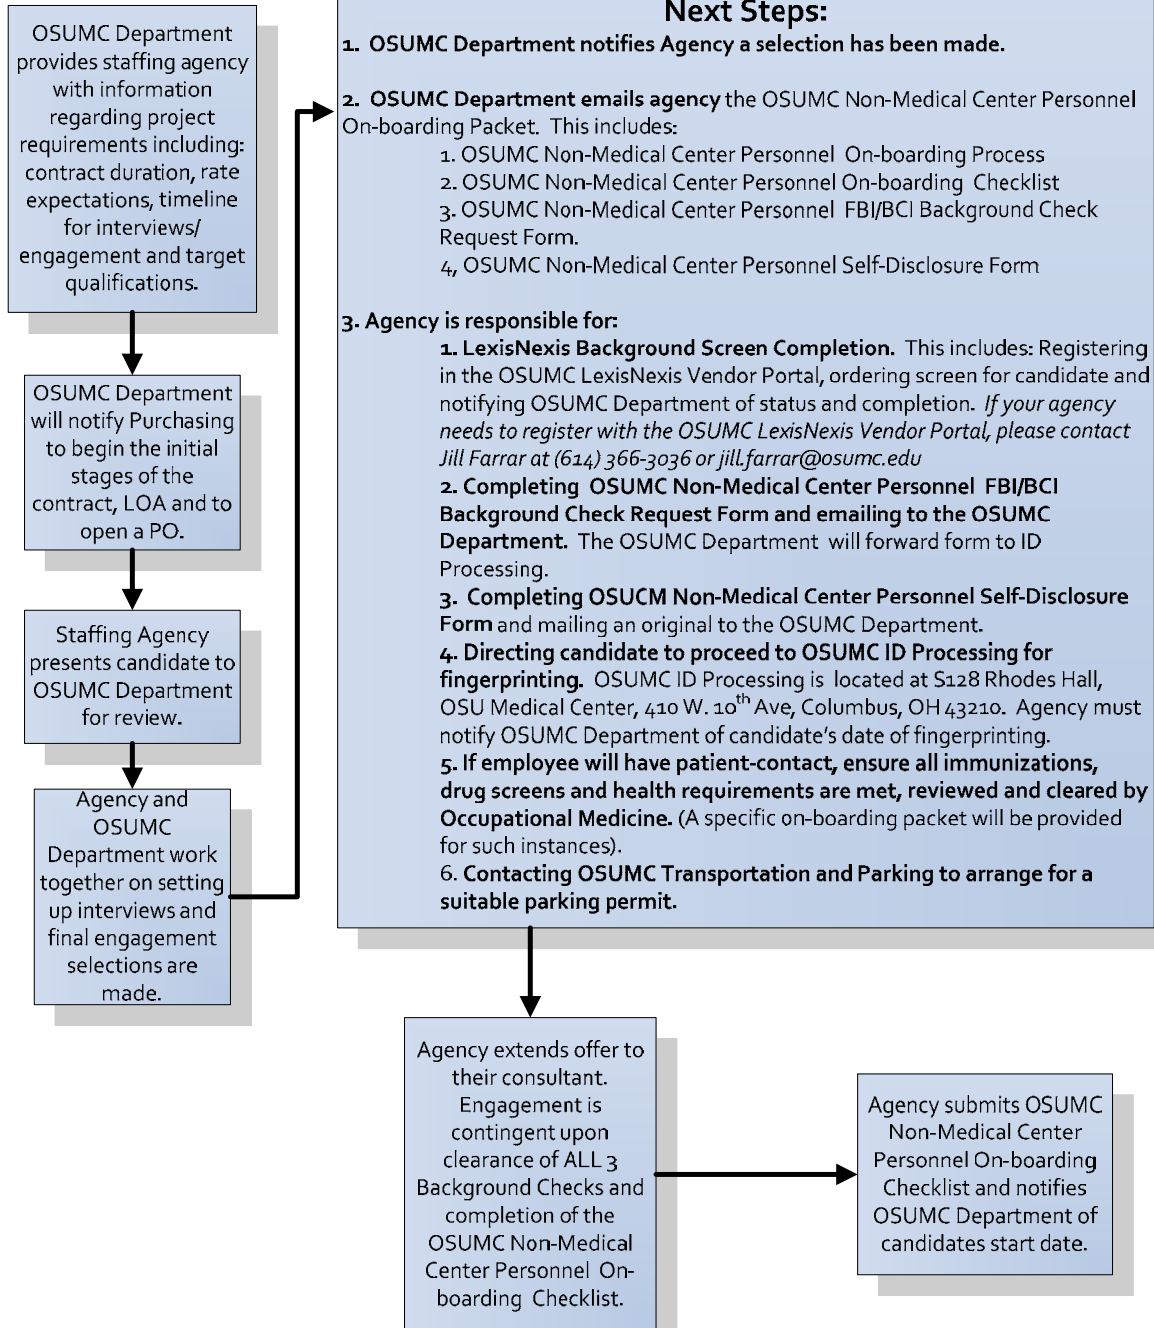 OSUMC Department
provides staffing agency
with information
regarding project
requirements including:
contract duration, rate
expectations, timeline
for interviews/
engagement and target
qualifications.
OSUMC Department
will notify Purchasing
to begin the initial
stages of the
contract, LOA and to
open a PO.
Staffing Agency
presents candidate to
OSUMC Department
for review.
Agency and
OSUMC
Department work
together on setting
up interviews and
final engagement
selections are
made.
Next Steps:
1. OSUMC Department notifies Agency a selection has been made.
2. OSUMC Department emails agency the OSUMC Non-Medical Center Personnel
On-boarding Packet. This includes:
1. OSUMC Non-Medical Center Personnel On-boarding Process
2. OSUMC Non-Medical Center Personnel On-boarding Checklist
3. OSUMC Non-Medical Center Personnel FBI/BCI Background Check
Request Form.
4, OSUMC Non-Medical Center Personnel Self-Disclosure Form
3. Agency is responsible for:
1. LexisNexis Background Screen Completion. This includes: Registering
in the OSUMC LexisNexis Vendor Portal, ordering screen for candidate and
notifying OSUMC Department of status and completion. If your agency
needs to register with the OSUMC LexisNexis Vendor Portal, please contact
Jill Farrar at (614) 366-3036 or jill.farrar@osumc.edu
2. Completing OSUMC Non-Medical Center Personnel FBI/BCI
Background Check Request Form and emailing to the OSUMC
Department. The OSUMC Department will forward form to ID
Processing.
3. Completing OSUCM Non-Medical Center Personnel Self-Disclosure
Form and mailing an original to the OSUMC Department.
4. Directing candidate to proceed to OSUMC ID Processing for
fingerprinting. OSUMC ID Processing is located at S128 Rhodes Hall,
OSU Medical Center, 410 W. 10th Ave, Columbus, OH 43210. Agency must
notify OSUMC Department of candidate's date of fingerprinting.
5. If employee will have patient-contact, ensure all immunizations,
drug screens and health requirements are met, reviewed and cleared by
Occupational Medicine. (A specific on-boarding packet will be provided
for such instances).
6. Contacting OSUMC Transportation and Parking to arrange for a
suitable parking permit.
Agency extends offer to
their consultant.
Engagement is
contingent upon
clearance of ALL 3
Background Checks and
completion of the
OSUMC Non-Medical
Center Personnel On-
boarding Checklist.
Agency submits OSUMC
Non-Medical Center
Personnel On-boarding
Checklist and notifies
OSUMC Department of
candidates start date.